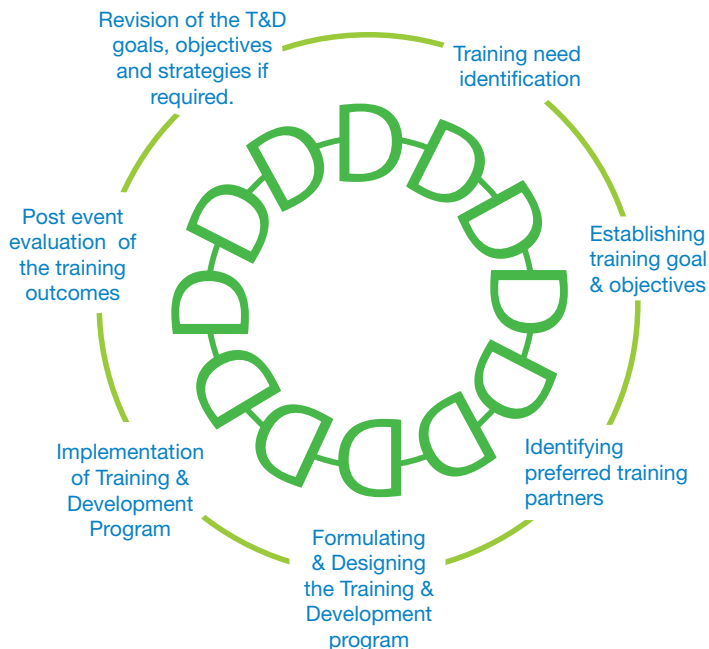 Revision of the T&D
goals, objectives
and strategies if
required.
Training need
identification
Establishing
training goal
& objectives
Identifying
preferred training
partners
Formulating
& Designing
the Training &
Development
program
Implementation
of Training &
Development
Program
Post event
evaluation of
the training
outcomes